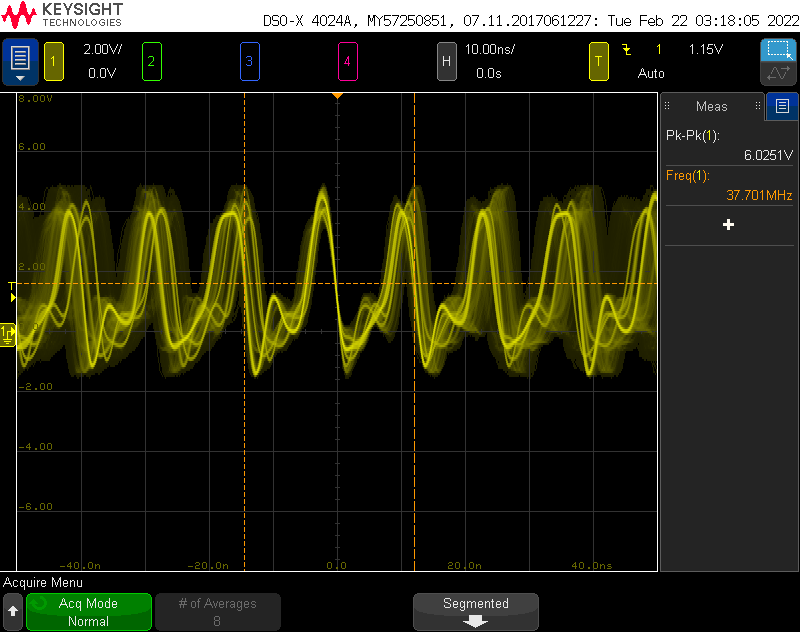 KEYSIGHT
TECHNOLOGIES
DSO-X 4024A, MY57250851, 07.11.2017061227: Tue Feb 22 03:18:05 2022
1 2.00V/ 2 3 4 H 10.00ns/ T 1 1.15V
0.0V 0.0s Auto
8.00V
6.00
4.00
2.00
-2.00
-4.00
-6.00
T
1
-40.0n -20.0n 0.0 20.0n 40.0ns
Meas
Pk-Pk(1):
6.0251V
Freq(1):
37.701MHz
+
Acquire Menu
Acq Mode
Normal
# of Averages
8
Segmented